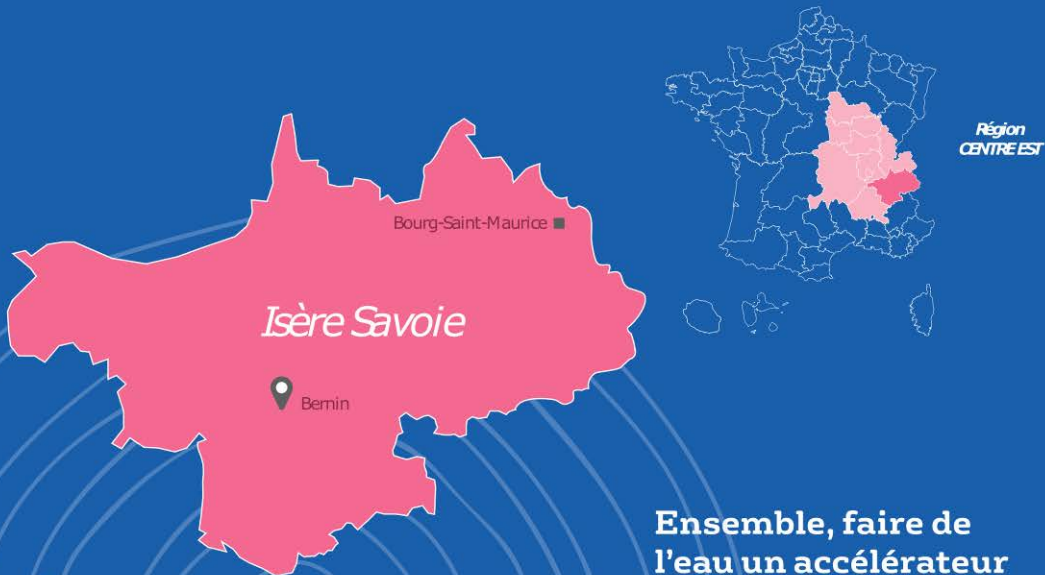 Région
CENTRE EST
Bourg-Saint-Maurice
Isère Savoie
Bernin
Ensemble, faire de
l'eau un accélérateur